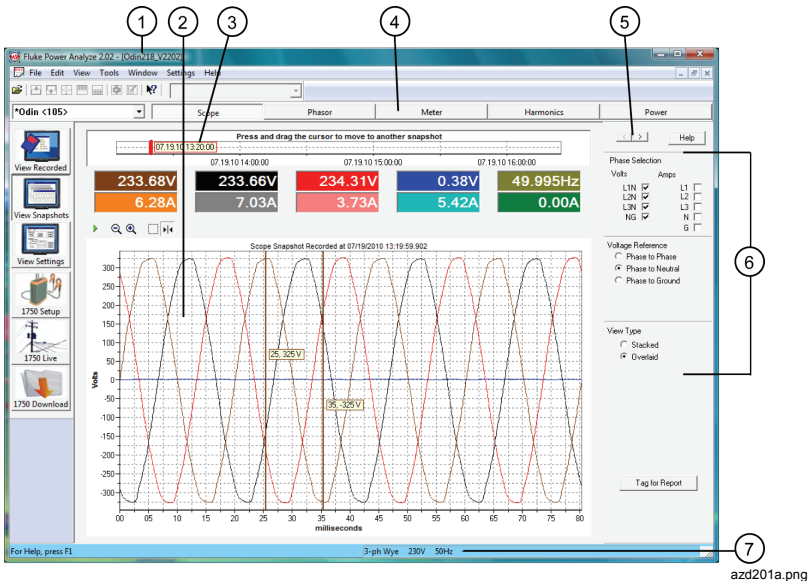 1 2 3 4 5
Fluke Power Analyze 2.02 - [Odin218_V2202]
File Edit View Tools Window Settings Help
*Odin <105>
Scope Phasor Meter Harmonics Power
Press and drag the cursor to move to another snapshot
07.19.10 13:20:00
07.19.10 14:00:00 07.19.10 15:00:00 07.19.10 16:00:00
233.68V 233.66V 234.31V 0.38V 49.995Hz
6.28A 7.03A 3.73A 5.42A 0.00A
View Recorded
View Snapshots
View Settings
1750 Setup
1750 Live
1750 Download
Scope Snapshot Recorded at 07/19/2010 13:19:59.902
Volts
300
250
200
150
100
50
0
-50
-100
-150
-200
-250
-300
25, 325 V
35, -325 V
00 05 10 15 20 25 30 35 40 45 50 55 60 65 70 75 80
milliseconds
< > Help
Phase Selection
Volts Amps
L1N L1
L2N L2
L3N L3
NG N
G
Voltage Reference
Phase to Phase
Phase to Neutral
Phase to Ground
View Type
Stacked
Overlaid
6
Tag for Report
For Help, press F1
3-ph Wye 230V 50Hz
7
azd201a.png